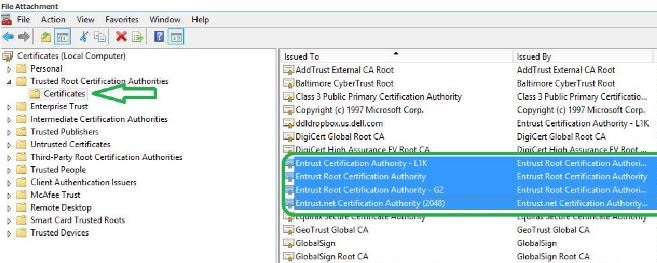 File Attachment
File Action View Favorites Window Help
Certificates (Local Computer)
Personal
Trusted Root Certification Authorities
Certificates
Enterprise Trust
Intermediate Certification Authorities
Trusted Publishers
Untrusted Certificates
Third-Party Root Certification Authorities
Trusted People
Client Authentication Issuers
McAfee Trust
Remote Desktop
Smart Card Trusted Roots
Trusted Devices
Issued To Issued By
AddTrust External CA Root AddTrust External CA Root
Baltimore CyberTrust Root Baltimore CyberTrust Root
Class 3 Public Primary Certification Authority Class 3 Public Primary Certificatio...
Copyright (c) 1997 Microsoft Corp. Copyright (c) 1997 Microsoft Corp.
ddldropbox.us.dell.com Entrust Certification Authority - L1K
DigiCert Global Root CA DigiCert Global Root CA
DigiCert High Assurance EV Root CA DigiCert High Assurance EV Root ...
Entrust Certification Authority - L1K Entrust Root Certification Authori...
Entrust Root Certification Authority Entrust Root Certification Authority
Entrust Root Certification Authority - G2 Entrust Root Certification Authori...
Entrust.net Certification Authority (2048) Entrust.net Certification Authority...
Equifax Secure Certificate Authority Equifax Secure Certificate Authority
GeoTrust Global CA GeoTrust Global CA
GlobalSign GlobalSign
GlobalSign Root CA GlobalSign Root CA